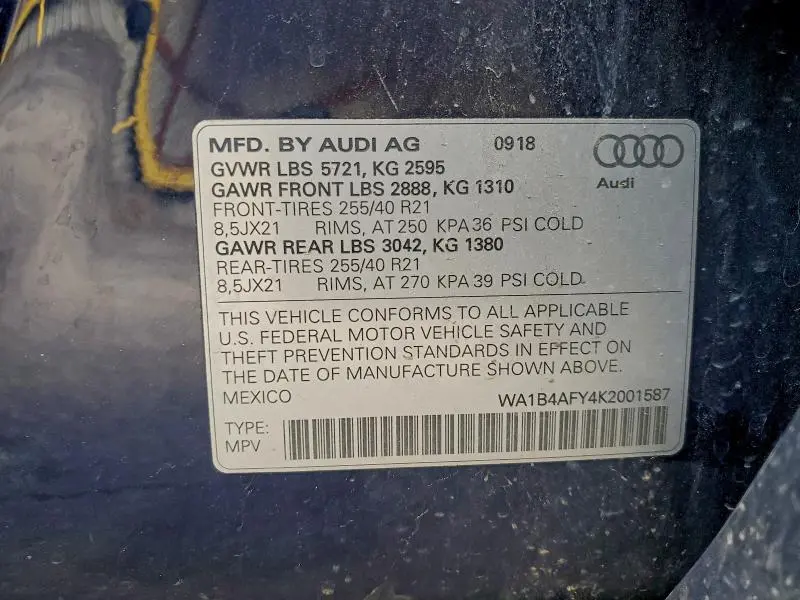 MFD. BY AUDI AG 0918
Audi
GVWR LBS 5721, KG 2595
GAWR FRONT LBS 2888, KG 1310
FRONT-TIRES 255/40 R21
8,5JX21 RIMS, AT 250 KPA36 PSI COLD
GAWR REAR LBS 3042, KG 1380
REAR-TIRES 255/40 R21
8,5JX21 RIMS, AT 270 KPA 39 PSI COLD
THIS VEHICLE CONFORMS TO ALL APPLICABLE
U.S. FEDERAL MOTOR VEHICLE SAFETY AND
THEFT PREVENTION STANDARDS IN EFFECT ON
THE DATE OF MANUFACTURE SHOWN ABOVE.
MEXICO WA1B4AFY4K2001587
TYPE:
MPV